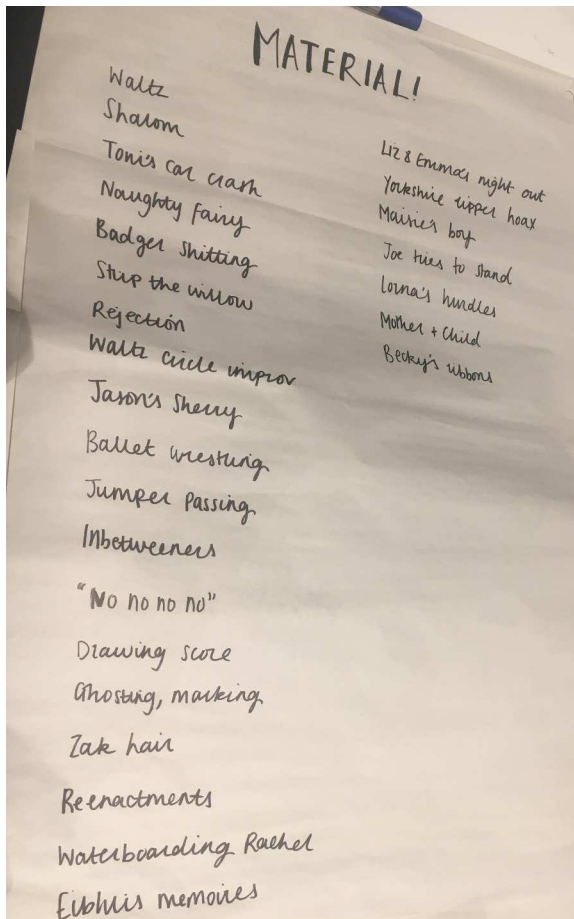 MATERIAL!
Waltz
Shalom
Toni's car crash
Naughty Fairy
Badger Shitting
Strip the willow
Rejection
Waltz circle improv
Jason's Sherry
Ballet wrestling
Jumper Passing
Inbetweeners
"No no no no"
Drawing score
Ghosting, marking
Zak hair
Reenactments
Waterboarding Rachel
memoires
Liz & Emma's night out
Yorkshire ripper hoax
Maisie's boy
Joe tries to stand
Lorna's hurdles
Mother + Child
Becky's ribbons